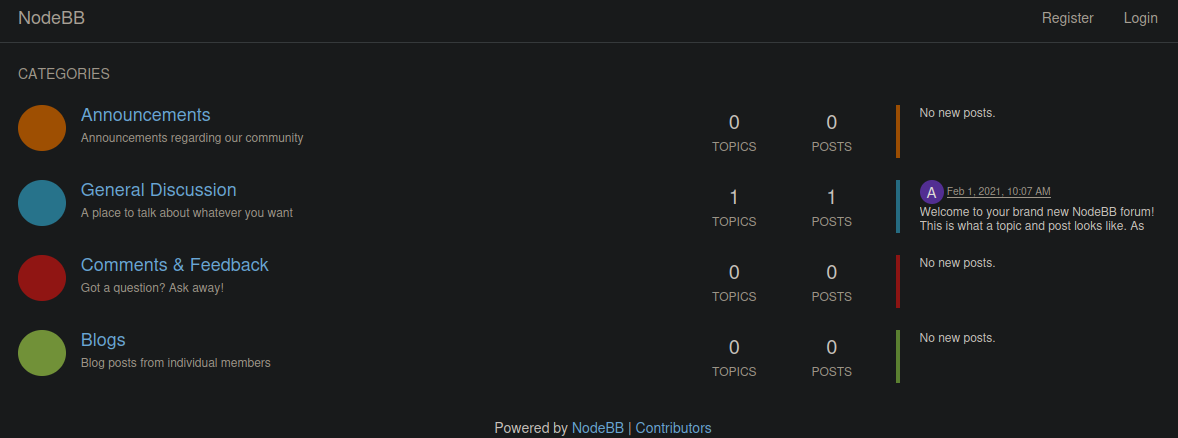 NodeBB
Register Login
CATEGORIES
Announcements
Announcements regarding our community
0
TOPICS
0
POSTS
No new posts.
General Discussion
A place to talk about whatever you want
1
TOPICS
1
POSTS
A Feb 1, 2021, 10:07 AM
Welcome to your brand new NodeBB forum!
This is what a topic and post looks like. As
Comments & Feedback
Got a question? Ask away!
0
TOPICS
0
POSTS
No new posts.
Blogs
Blog posts from individual members
0
TOPICS
0
POSTS
No new posts.
Powered by NodeBB | Contributors